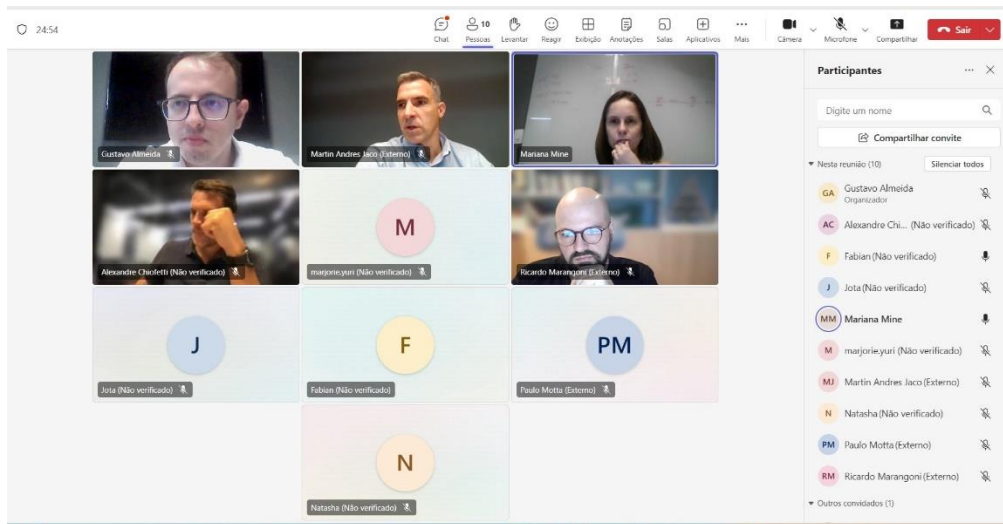 24:54
10
Chat Pessoas Levantar Reagir Exibição Anotações Salas Aplicativos Mais Câmera Microfone Compartilhar Sair
Gustavo Almeida
Martin Andres Jaco (Externo)
Mariana Mine
Alexandre Chiofetti (Não verificado)
M
marjorie.yuri (Não verificado)
Ricardo Marangoni (Externo)
J
Jota (Não verificado)
F
Fabian (Não verificado)
PM
Paulo Motta (Externo)
N
Natasha (Não verificado)
Participantes
Digite um nome
Compartilhar convite
Nesta reunião (10) Silenciar todos
GA Gustavo Almeida
Organizador
AC Alexandre Chi... (Não verificado)
F Fabian (Não verificado)
J Jota (Não verificado)
MM Mariana Mine
M marjorie.yuri (Não verificado)
MJ Martin Andres Jaco (Externo)
N Natasha (Não verificado)
PM Paulo Motta (Externo)
RM Ricardo Marangoni (Externo)
Outros convidados (1)